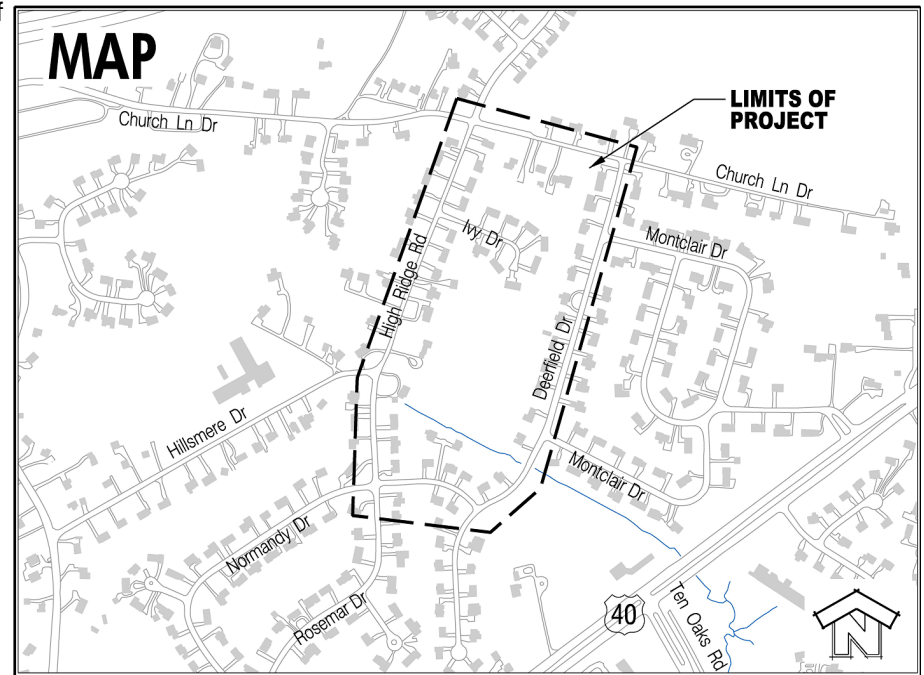 f
MAP
LIMITS OF
PROJECT
Church Ln Dr
Church Ln Dr
Ivy Dr
Montclair Dr
High Ridge Rd
Deerfield Dr
Hillsmere Dr
Montclair Dr
Normandy Dr
Rosemar Dr
40
Ten Oaks Rd
N